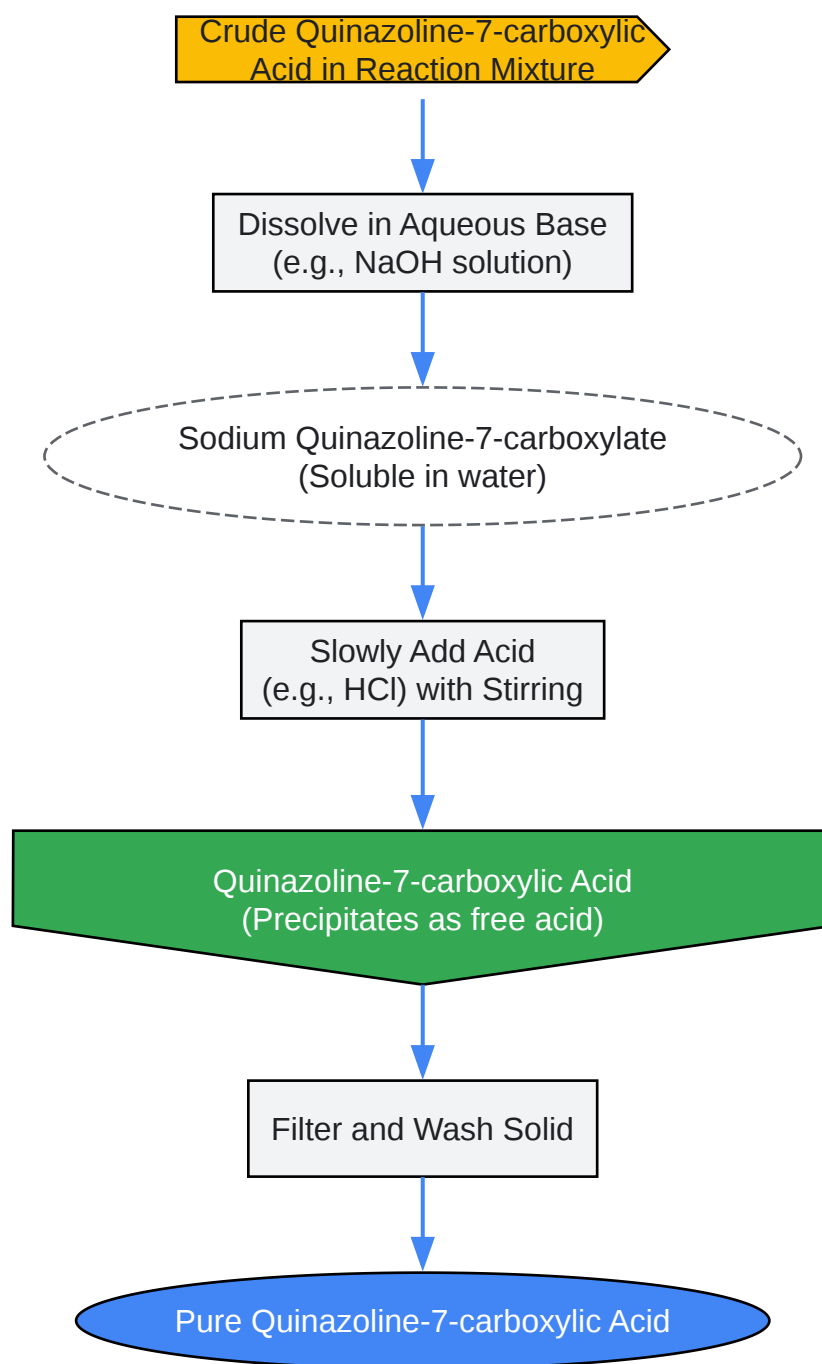 Crude Quinazoline-7-carboxylic
Acid in Reaction Mixture
Dissolve in Aqueous Base
(e.g., NaOH solution)
Sodium Quinazoline-7-carboxylate
(Soluble in water)
Slowly Add Acid
(e.g., HCl) with Stirring
Quinazoline-7-carboxylic Acid
(Precipitates as free acid)
Filter and Wash Solid
Pure Quinazoline-7-carboxylic Acid